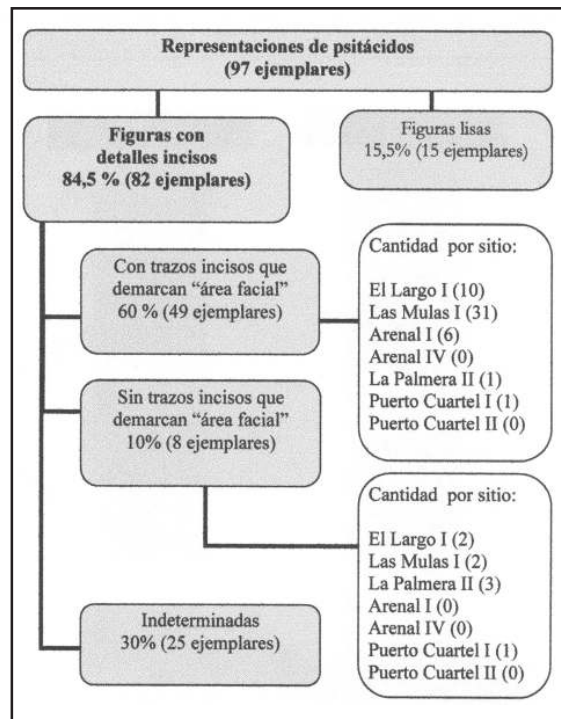 Representaciones de psitácidos
(97 ejemplares)
Figuras con
detalles incisos
84,5 % (82 ejemplares)
Figuras lisas
15,5% (15 ejemplares)
Con trazos incisos que
demarcan “área facial”
60 % (49 ejemplares)
Cantidad por sitio:
El Largo I (10)
Las Mulas I (31)
Arenal I (6)
Arenal IV (0)
La Palmera II (1)
Puerto Cuartel I (1)
Puerto Cuartel II (0)
Sin trazos incisos que
demarcan “área facial”
10% (8 ejemplares)
Cantidad por sitio:
El Largo I (2)
Las Mulas I (2)
La Palmera II (3)
Arenal I (0)
Arenal IV (0)
Puerto Cuartel I (1)
Puerto Cuartel II (0)
Indeterminadas
30% (25 ejemplares)